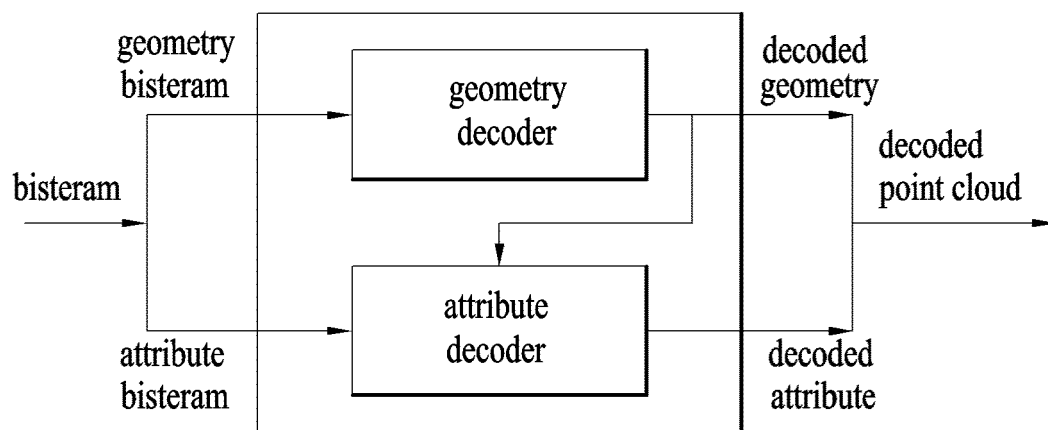 geometry
bisteram
geometry
decoder
decoded
geometry
bisteram
decoded
point cloud
attribute
bisteram
attribute
decoder
decoded
attribute